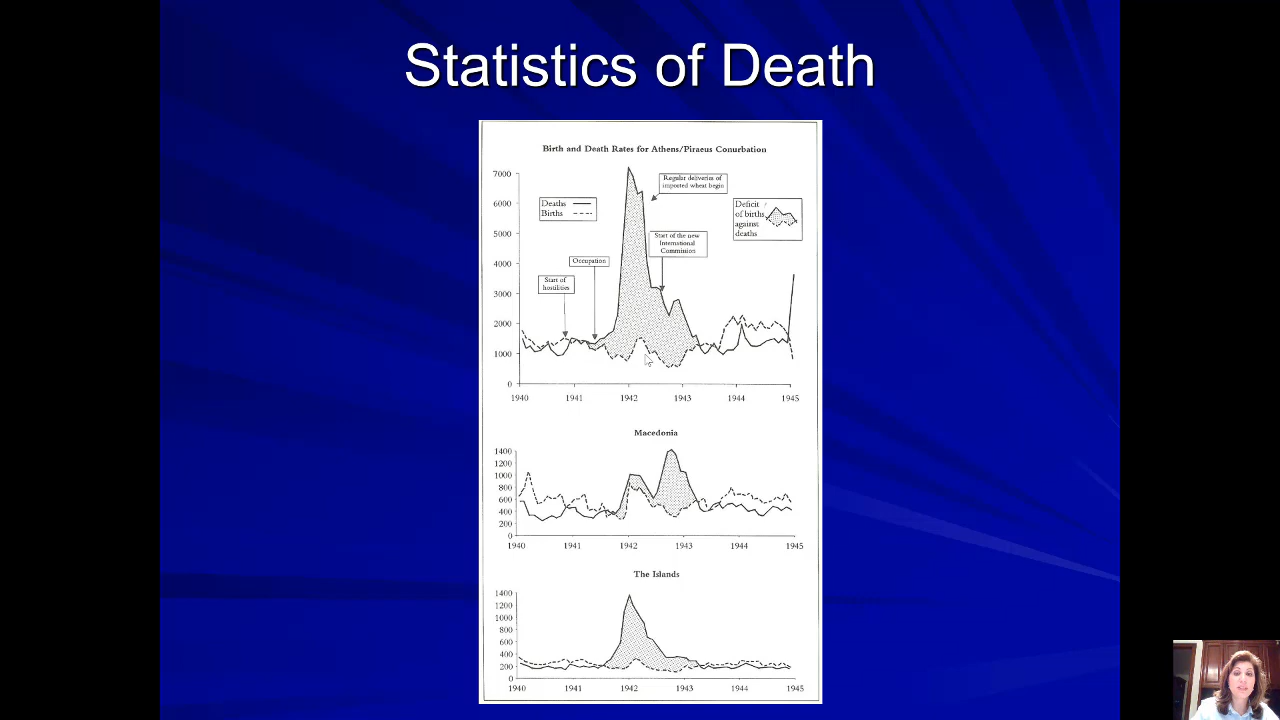 Statistics of Death
Birth and Death Rates for Athens/Piraeus Conurbation
7000
6000
5000
4000
3000
2000
1000
0
Deaths
Births
Regular deliveries of
imported wheat begin
Deficit
of births
against
deaths
Start of the new
International
Commission
Occupation
Start of
hostilities
1940 1941 1942 1943 1944 1945
Macedonia
1400
1200
1000
800
600
400
200
0
1940 1941 1942 1943 1944 1945
The Islands
1400
1200
1000
800
600
400
200
0
1940 1941 1942 1943 1944 1945